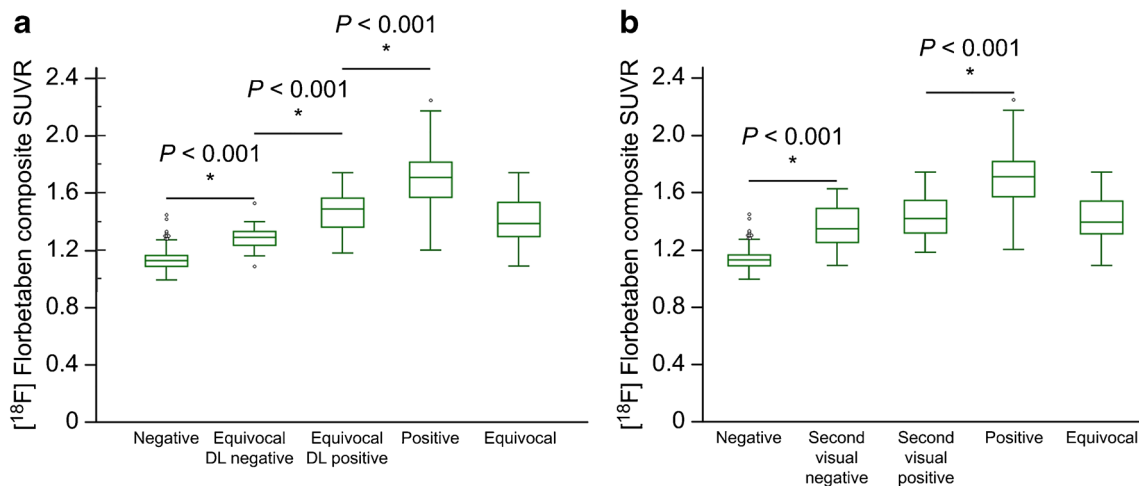 a
P < 0.001
*
P < 0.001
*
P < 0.001
*
[18F] Florbetaben composite SUVR
2.4
2.0
1.6
1.2
0.8
0.4
0
Negative
Equivocal
DL negative
Equivocal
DL positive
Positive
Equivocal
b
P < 0.001
*
P < 0.001
*
[18F] Florbetaben composite SUVR
2.4
2.0
1.6
1.2
0.8
0.4
0
Negative
Second
visual
negative
Second
visual
positive
Positive
Equivocal